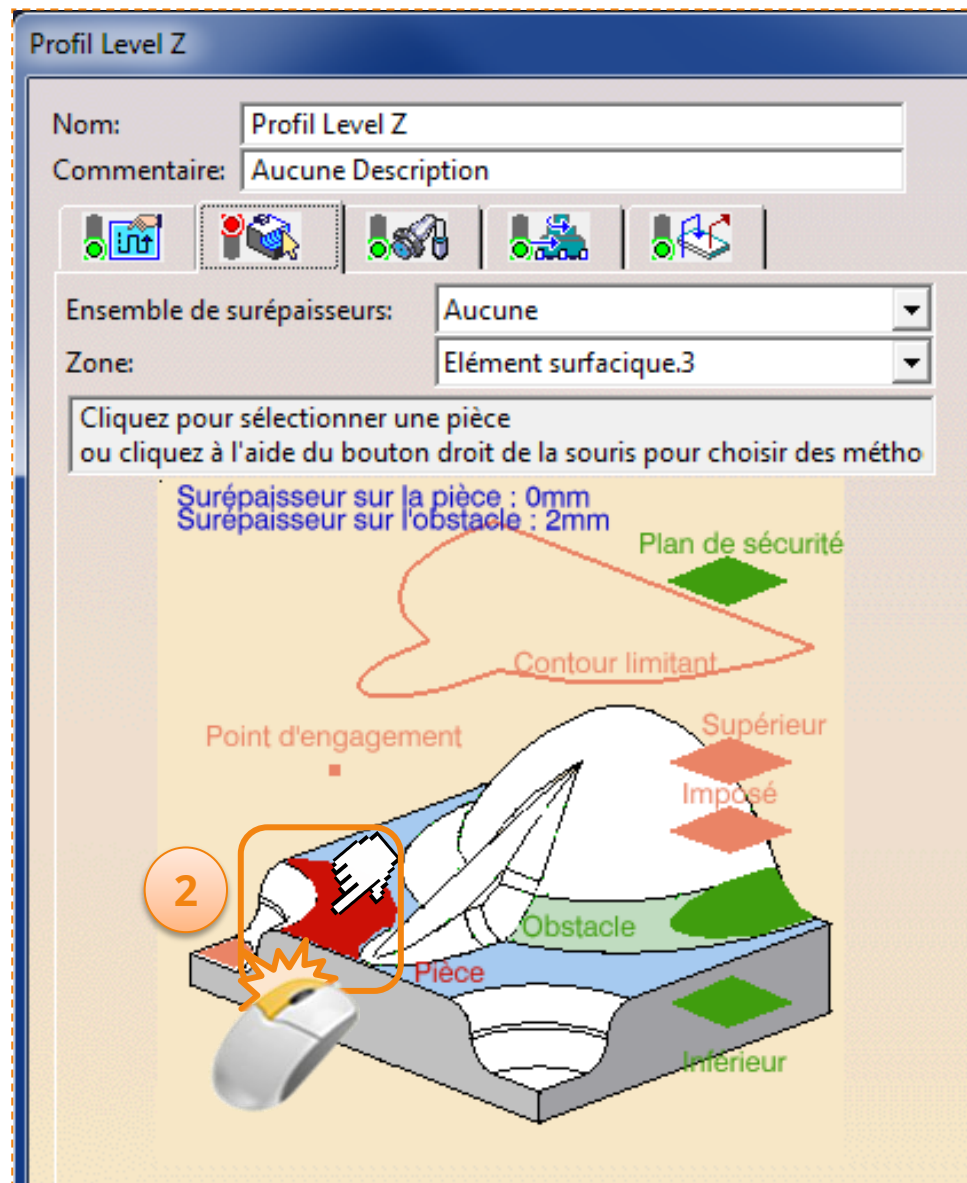 Profil Level Z
Nom: Profil Level Z
Commentaire: Aucune Description
Ensemble de surépaisseurs: Aucune
Zone: Elément surfacique.3
Cliquez pour sélectionner une pièce
ou cliquez à l'aide du bouton droit de la souris pour choisir des métho
Surépaisseur sur la pièce : 0mm
Surépaisseur sur l'obstacle : 2mm
Plan de sécurité
Contour limitant
Supérieur
Point d'engagement
Imposé
2
Obstacle
Pièce
Inférieur